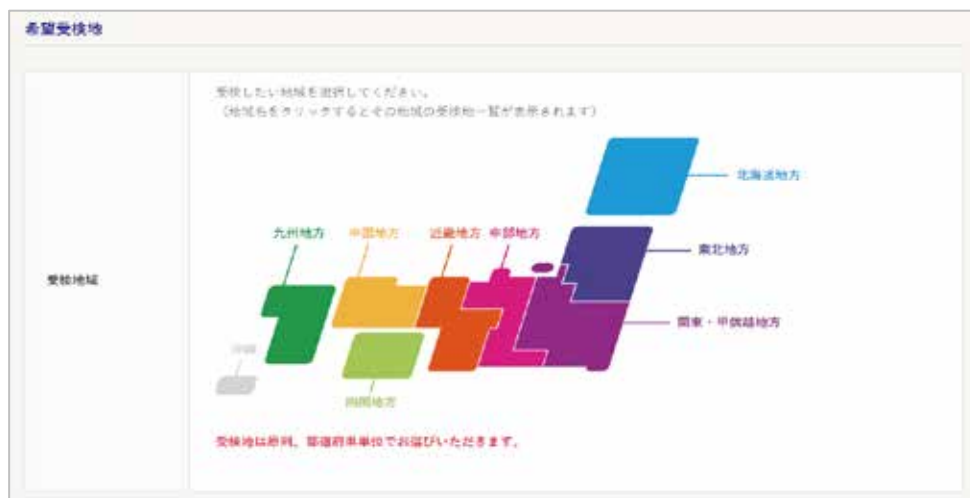 希望受検地
受検したい地域を選択してください。
（地域名をクリックするとその地域の受検地一覧が表示されます）
北海道地方
九州地方 中国地方 近畿地方 中部地方
東北地方
受検地域
関東・甲信越地方
四国地方
受検地は原則、都道府県単位でお選びいただきます。